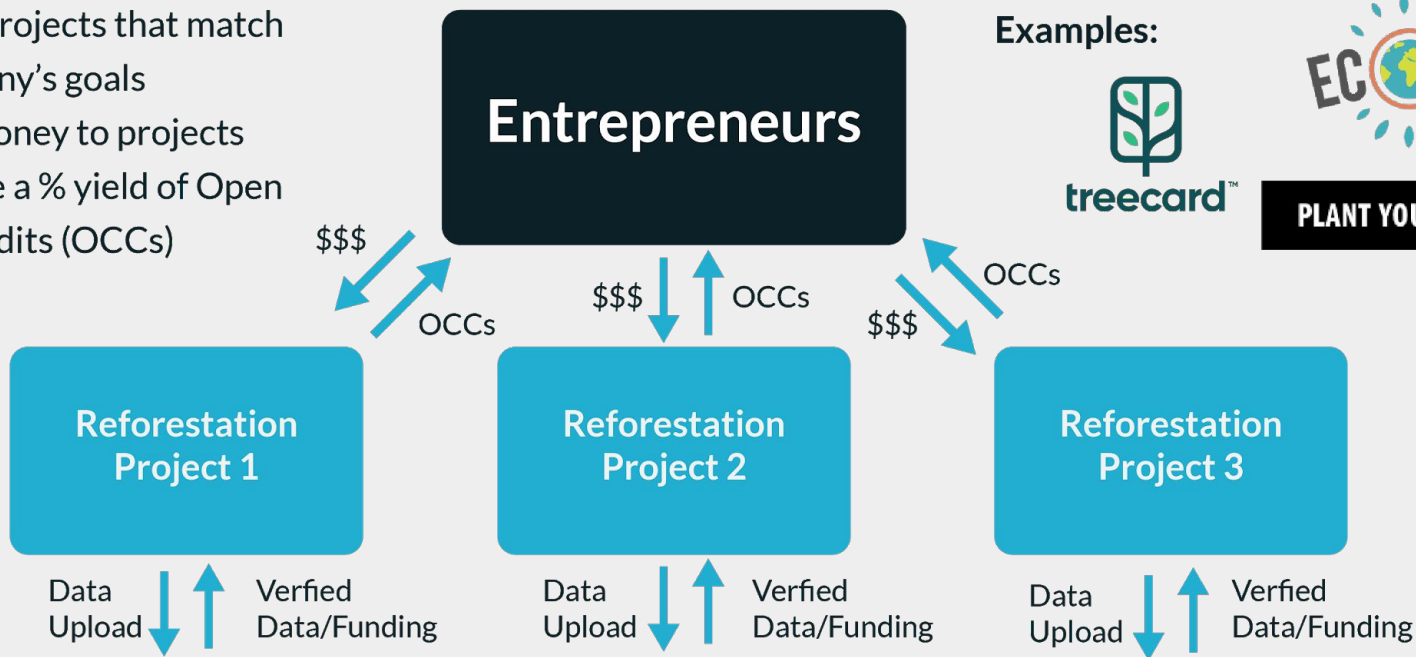 rojects that match
ny's goals
oney to projects
e a % yield of Open
dits (OCCs)
Entrepreneurs
Examples:
treecard™
EC
PLANT YOU
$$$
OCCs
$$$
OCCs
$$$
OCCs
Reforestation
Project 1
Reforestation
Project 2
Reforestation
Project 3
Data
Upload
Verfied
Data/Funding
Data
Upload
Verfied
Data/Funding
Data
Upload
Verfied
Data/Funding